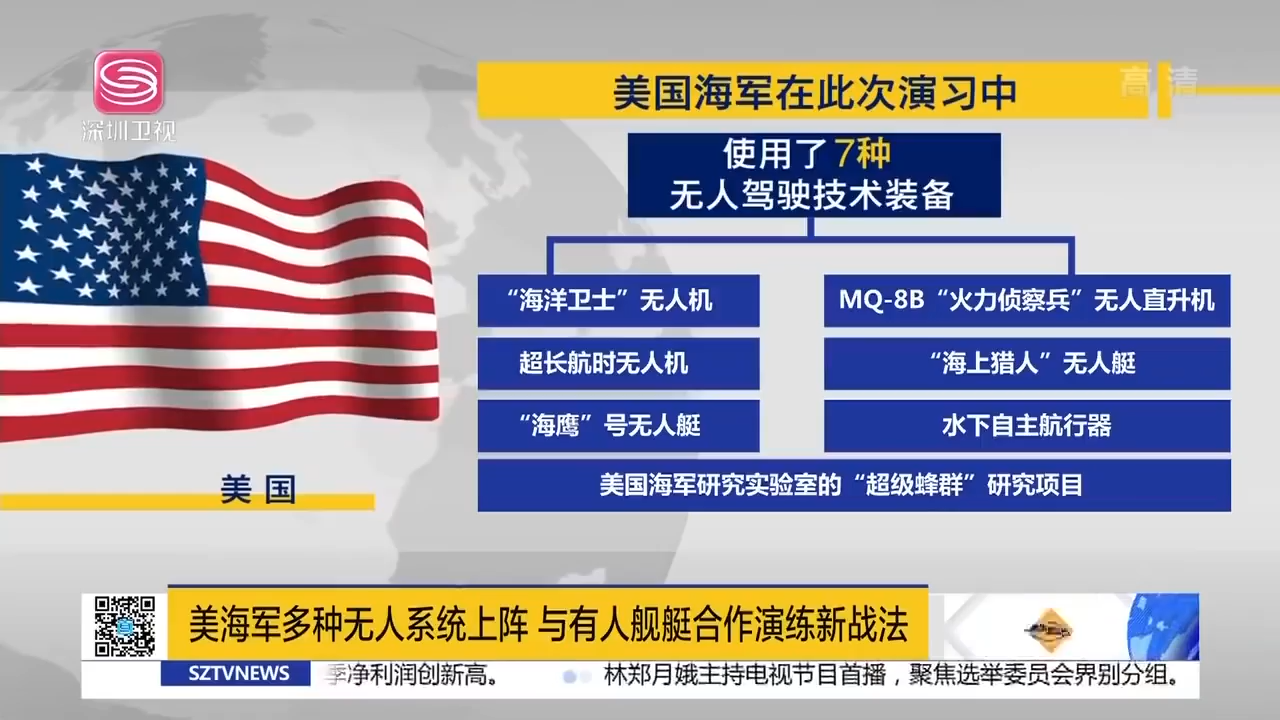 深圳卫视
高清
美国海军在此次演习中
使用了7种
无人驾驶技术装备
“海洋卫士”无人机
MQ-8B“火力侦察兵”无人直升机
超长航时无人机
“海上猎人”无人艇
“海鹰”号无人艇
水下自主航行器
美国海军研究实验室的“超级蜂群”研究项目
美国
美海军多种无人系统上阵 与有人舰艇合作演练新战法
SZTVNEWS
季净利润创新高。
林郑月娥主持电视节目首播，聚焦选举委员会界别分组。